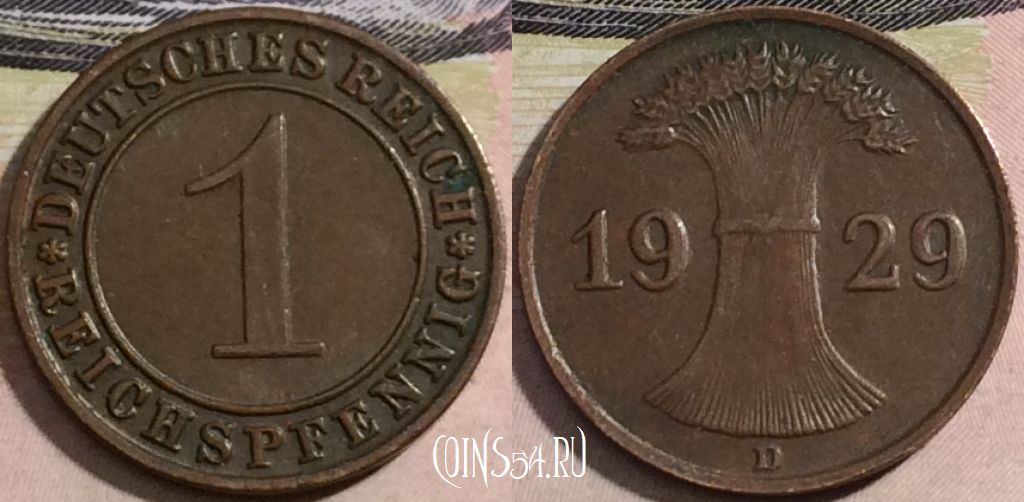 DEUTSCHES REICH
1
*REICHSPFENNIG*
19 29
D
COINS54.RU